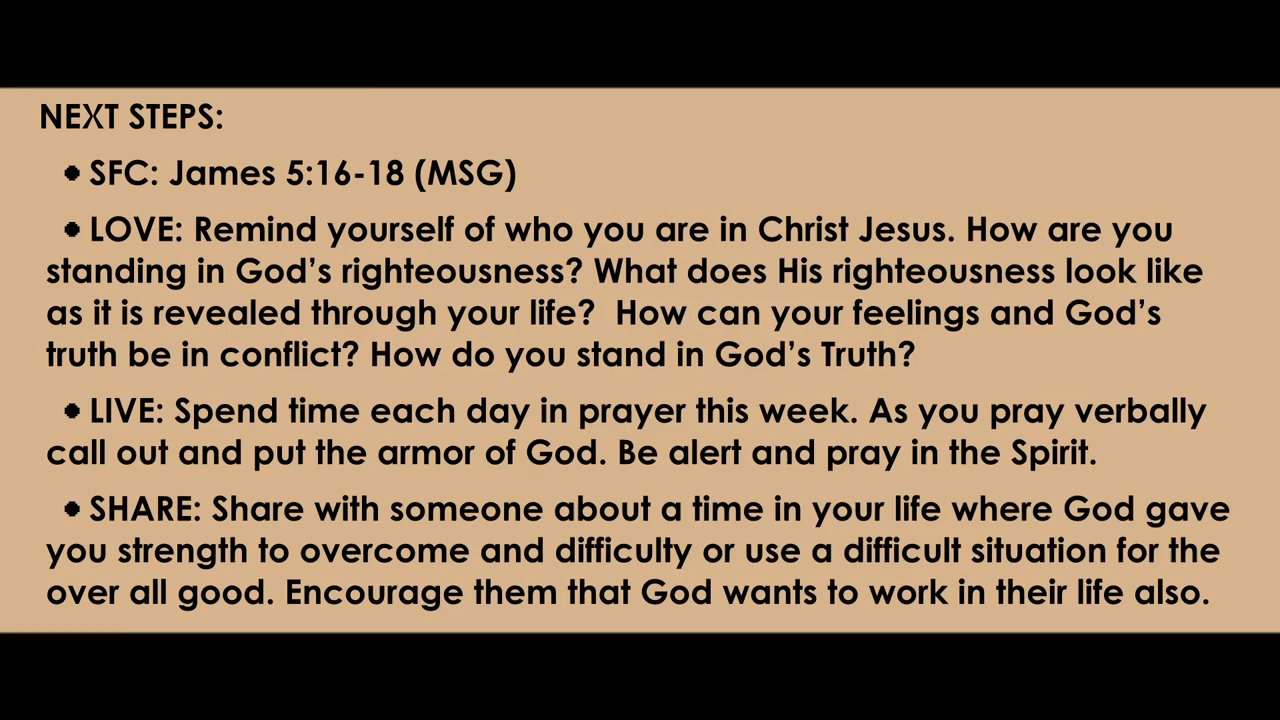 NEXT STEPS:
• SFC: James 5:16-18 (MSG)
• LOVE: Remind yourself of who you are in Christ Jesus. How are you
standing in God’s righteousness? What does His righteousness look like
as it is revealed through your life?  How can your feelings and God’s
truth be in conflict? How do you stand in God’s Truth?
• LIVE: Spend time each day in prayer this week. As you pray verbally
call out and put the armor of God. Be alert and pray in the Spirit.
• SHARE: Share with someone about a time in your life where God gave
you strength to overcome and difficulty or use a difficult situation for the
over all good. Encourage them that God wants to work in their life also.